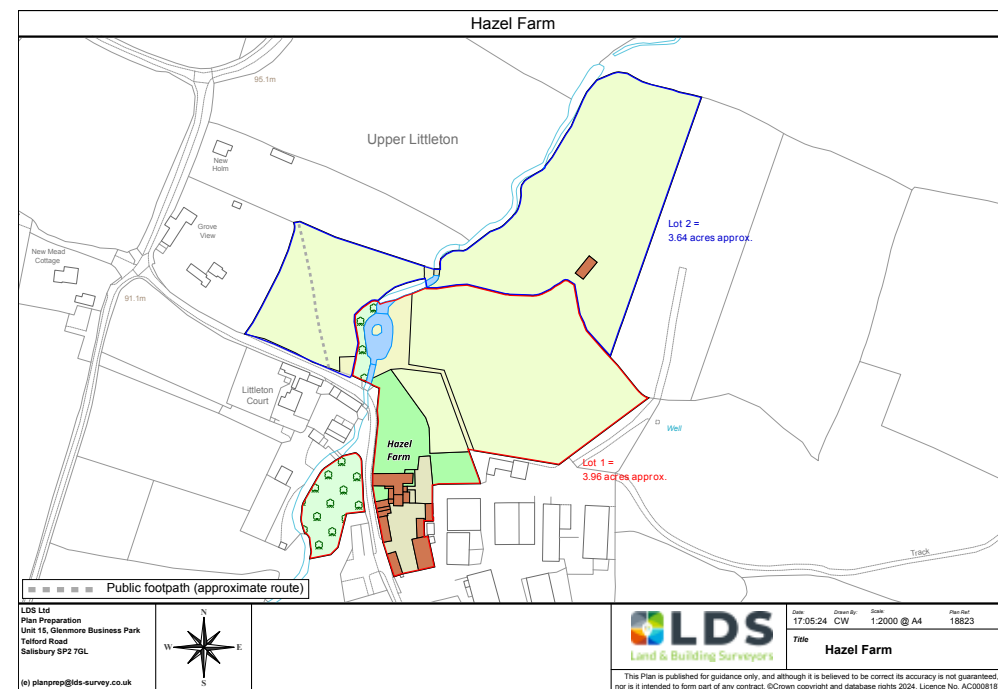 Hazel Farm
95.1m
Upper Littleton
New
Holm
Grove
View
New Mead
Cottage
91.1m
Lot 2 =
3.64 acres approx.
Littleton
Court
Hazel
Farm
Well
Lot 1 =
3.96 acres approx.
Track
Public footpath (approximate route)
LDS Ltd
Plan Preparation
Unit 15, Glenmore Business Park
Telford Road
Salisbury SP2 7GL
(e) planprep@lds-survey.co.uk
N
W
E
S
LDS
Land & Building Surveyors
Date Drawn By: Scale Plan Ref:
17:05:24 CW 1:2000 @ A4 18823
Title
Hazel Farm
This Plan is published for guidance only, and although it is believed to be correct its accuracy is not guaranteed,
nor is it intended to form part of any contract. ©Crown copyright and database rights 2024. Licence No.